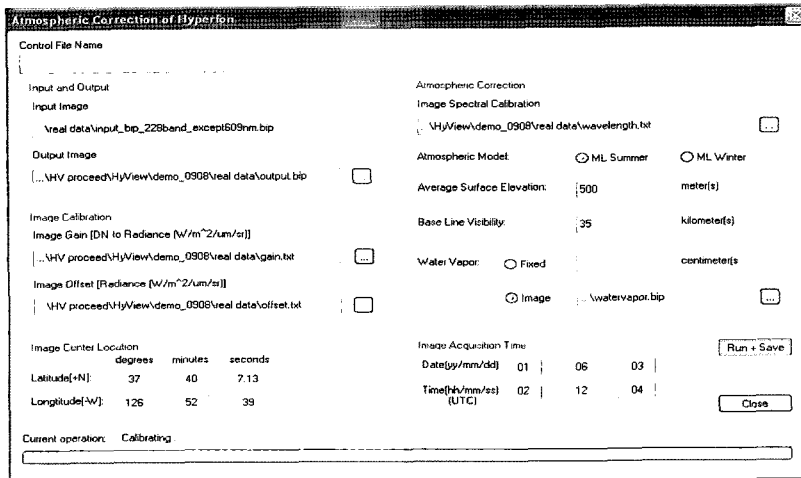 Atmospheric Correction of Hyperion
Control File Name
Input and Output
Input Image
\real data\input_bip_228band_except609nm.bip
Output Image
...\HV proceed\HyView\demo_0908\real data\output.bip
...
Image Calibration
Image Gain [DN to Radiance (W/m^2/um/sr)]
...\HV proceed\HyView\demo_0908\real data\gain.txt
...
Image Offset [Radiance (W/m^2/um/sr)]
\HV proceed\HyView\demo_0908\real data\offset.txt
Image Center Location
degrees minutes seconds
Latitude[+N]: 37 40 7.13
Longtitude[-W]: 126 52 39
Atmospheric Correction
Image Spectral Calibration
\HyView\demo_0908\real data\wavelength.txt
...
Atmospheric Model: ML Summer ML Winter
Average Surface Elevation: 500 meter(s)
Base Line Visibility: 35 kilometer(s)
Water Vapor: Fixed centimeter(s
Image ...\watervapor.bip ...
Image Acquisition Time
Date(yy/mm/dd) 01 06 03
Time(hh/mm/ss) 02 12 04
(UTC)
Run + Save
Close
Current operation: Calibrating